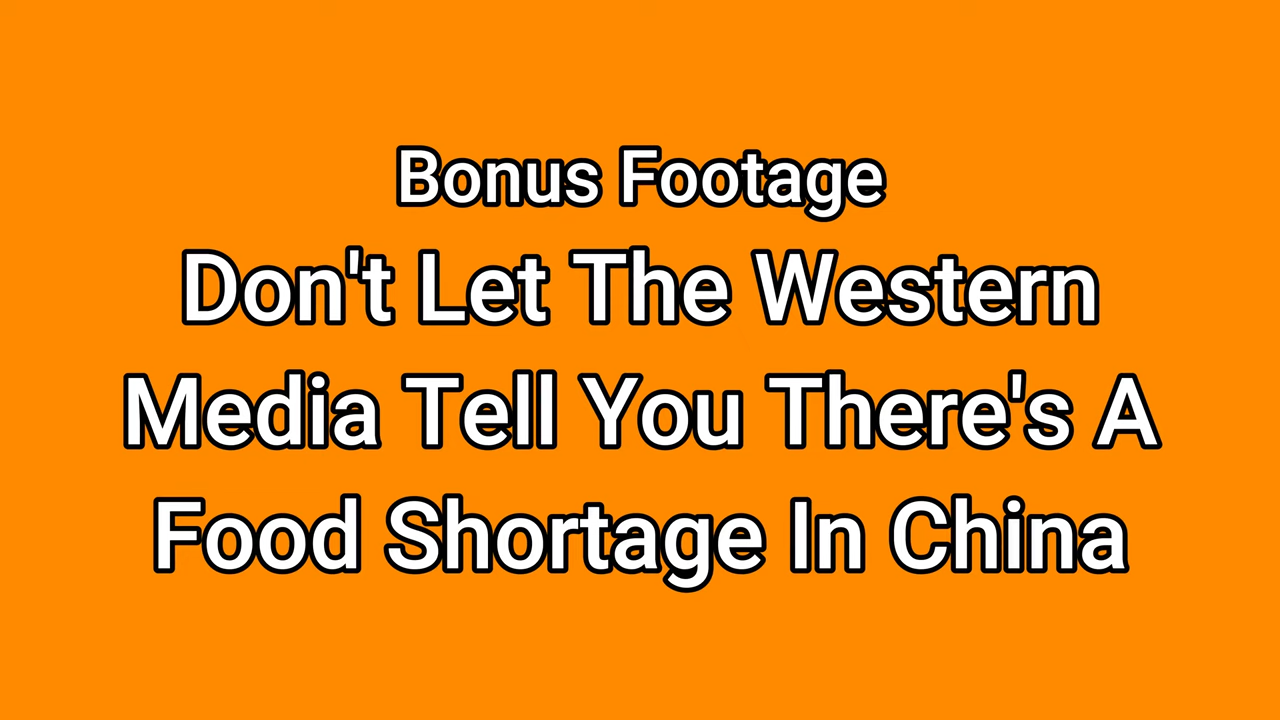 Bonus Footage
Don't Let The Western
Media Tell You There's A
Food Shortage In China